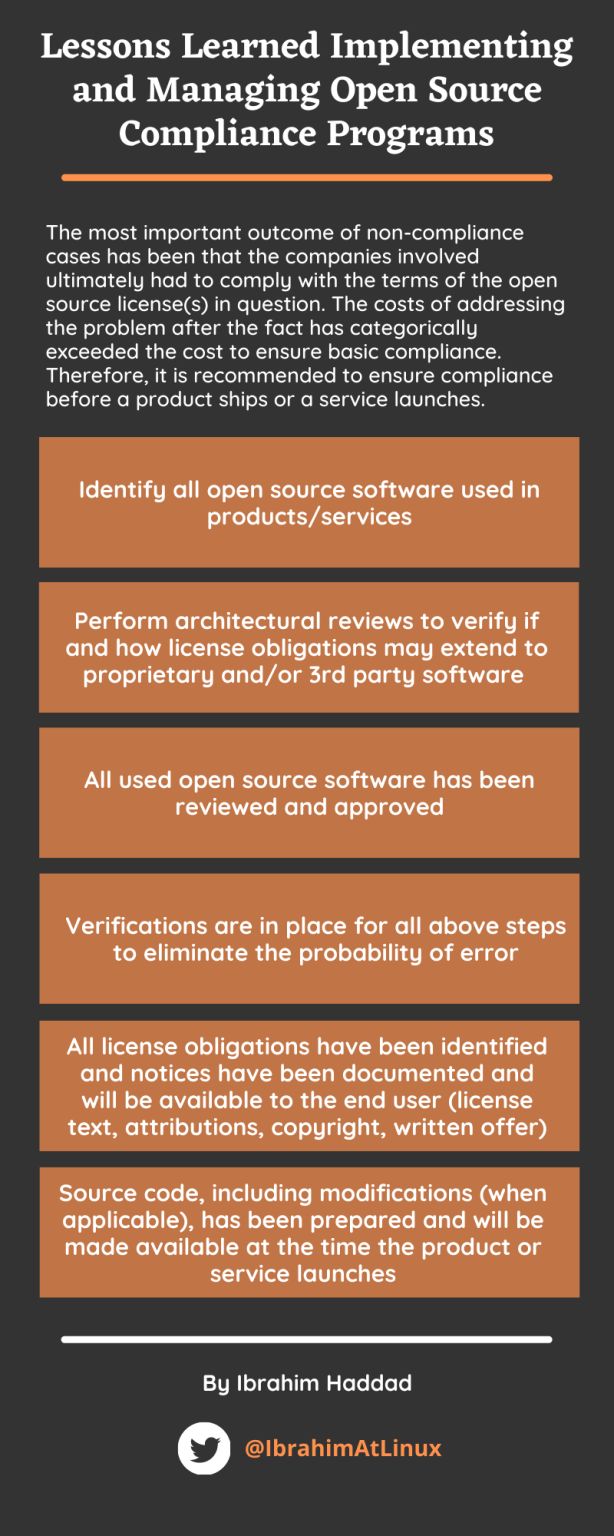 Lessons Learned Implementing
and Managing Open Source
Compliance Programs
The most important outcome of non-compliance
cases has been that the companies involved
ultimately had to comply with the terms of the open
source license(s) in question. The costs of addressing
the problem after the fact has categorically
exceeded the cost to ensure basic compliance.
Therefore, it is recommended to ensure compliance
before a product ships or a service launches.
Identify all open source software used in
products/services
Perform architectural reviews to verify if
and how license obligations may extend to
proprietary and/or 3rd party software
All used open source software has been
reviewed and approved
Verifications are in place for all above steps
to eliminate the probability of error
All license obligations have been identified
and notices have been documented and
will be available to the end user (license
text, attributions, copyright, written offer)
Source code, including modifications (when
applicable), has been prepared and will be
made available at the time the product or
service launches
By Ibrahim Haddad
@IbrahimAtLinux